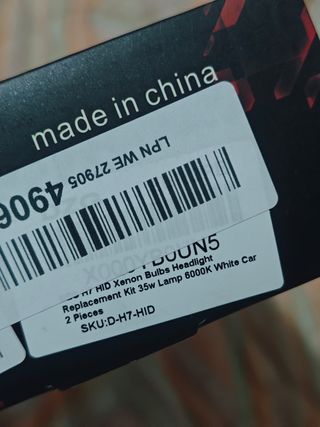 made in china
LPN WE 27905 4906
H7 HID Xenon Bulbs Headlight
Replacement Kit 35w Lamp 6000K White Car
2 Pieces
SKU:D-H7-HID